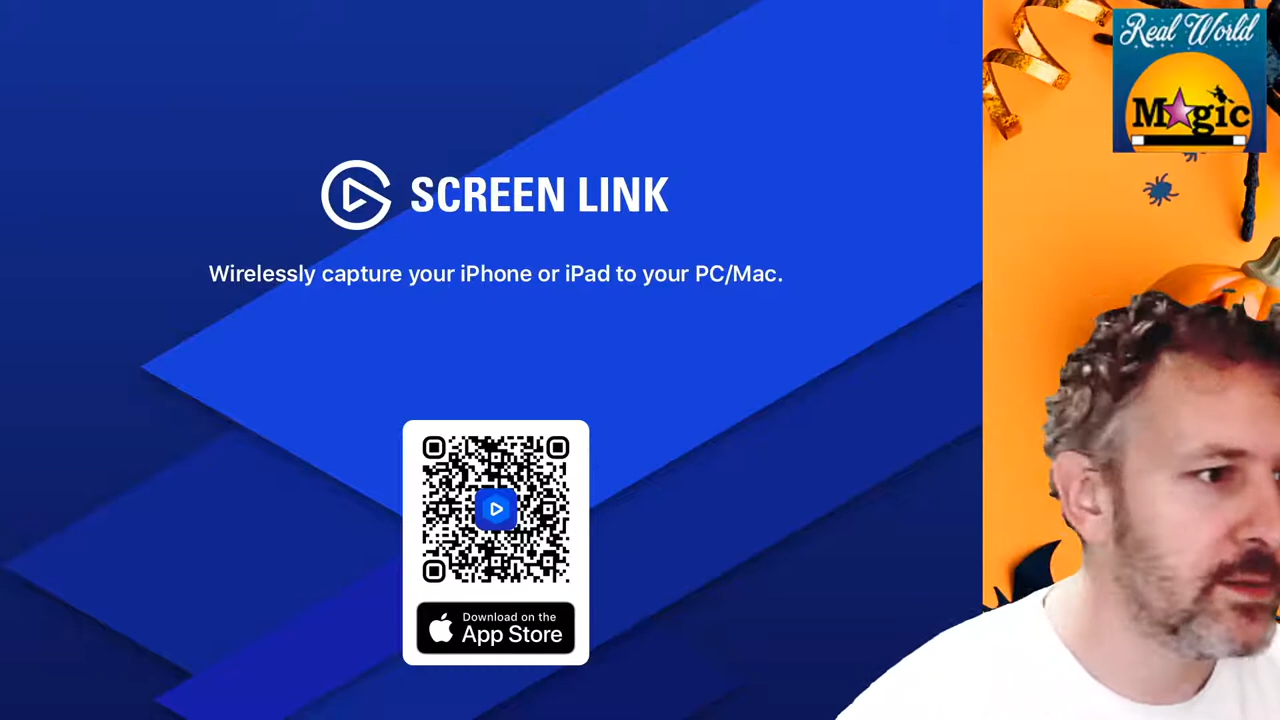 Real World
Magic
SCREEN LINK
Wirelessly capture your iPhone or iPad to your PC/Mac.
Download on the
App Store